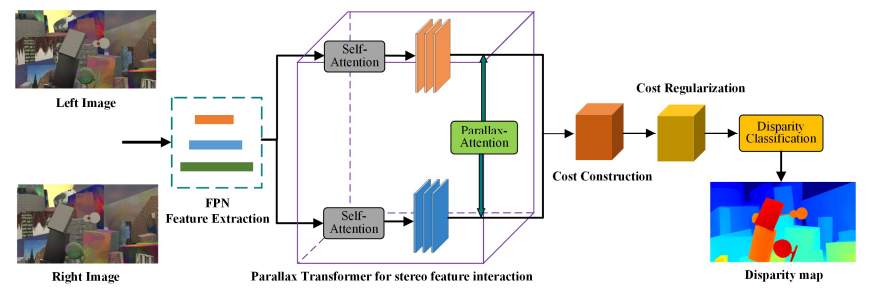 Left Image
Right Image
FPN
Feature Extraction
Self-
Attention
Self-
Attention
Parallax-
Attention
Parallax Transformer for stereo feature interaction
Cost Construction
Cost Regularization
Disparity
Classification
Disparity map